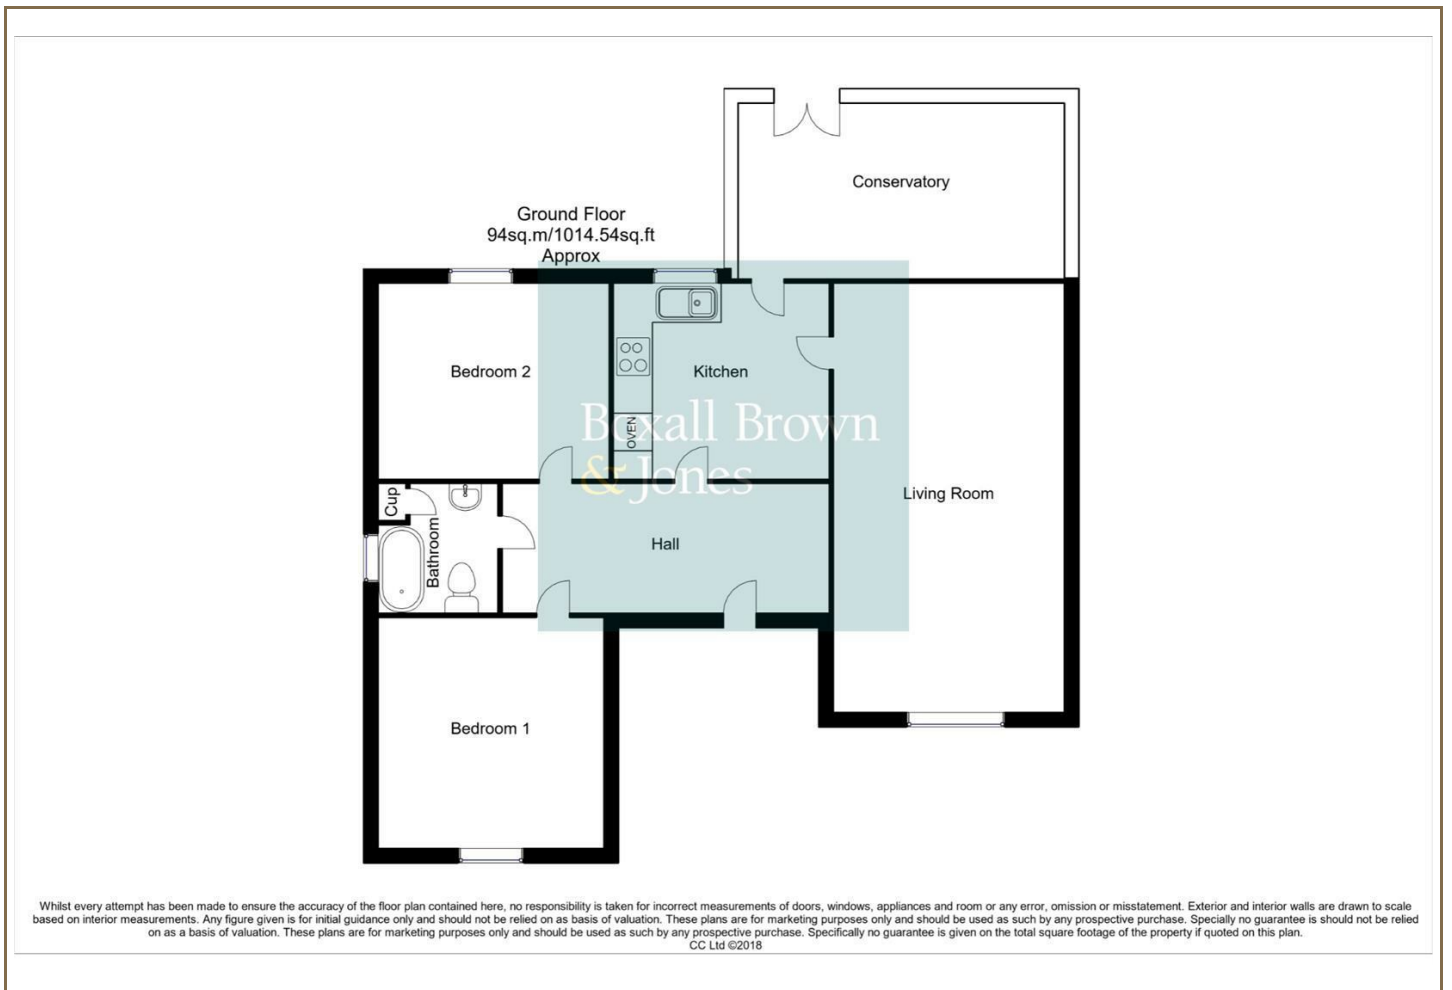 Conservatory
Ground Floor
94sq.m/1014.54sq.ft
Approx
Bedroom 2
Kitchen
OVEN
Boxall Brown
& Jones
Cup
Bathroom
Living Room
Hall
Bedroom 1
Whilst every attempt has been made to ensure the accuracy of the floor plan contained here, no responsibility is taken for incorrect measurements of doors, windows, appliances and room or any error, omission or misstatement. Exterior and interior walls are drawn to scale
based on interior measurements. Any figure given is for initial guidance only and should not be relied on as basis of valuation. These plans are for marketing purposes only and should be used as such by any prospective purchase. Specially no guarantee is should not be relied
on as a basis of valuation. These plans are for marketing purposes only and should be used as such by any prospective purchase. Specifically no guarantee is given on the total square footage of the property if quoted on this plan.
CC Ltd ©2018